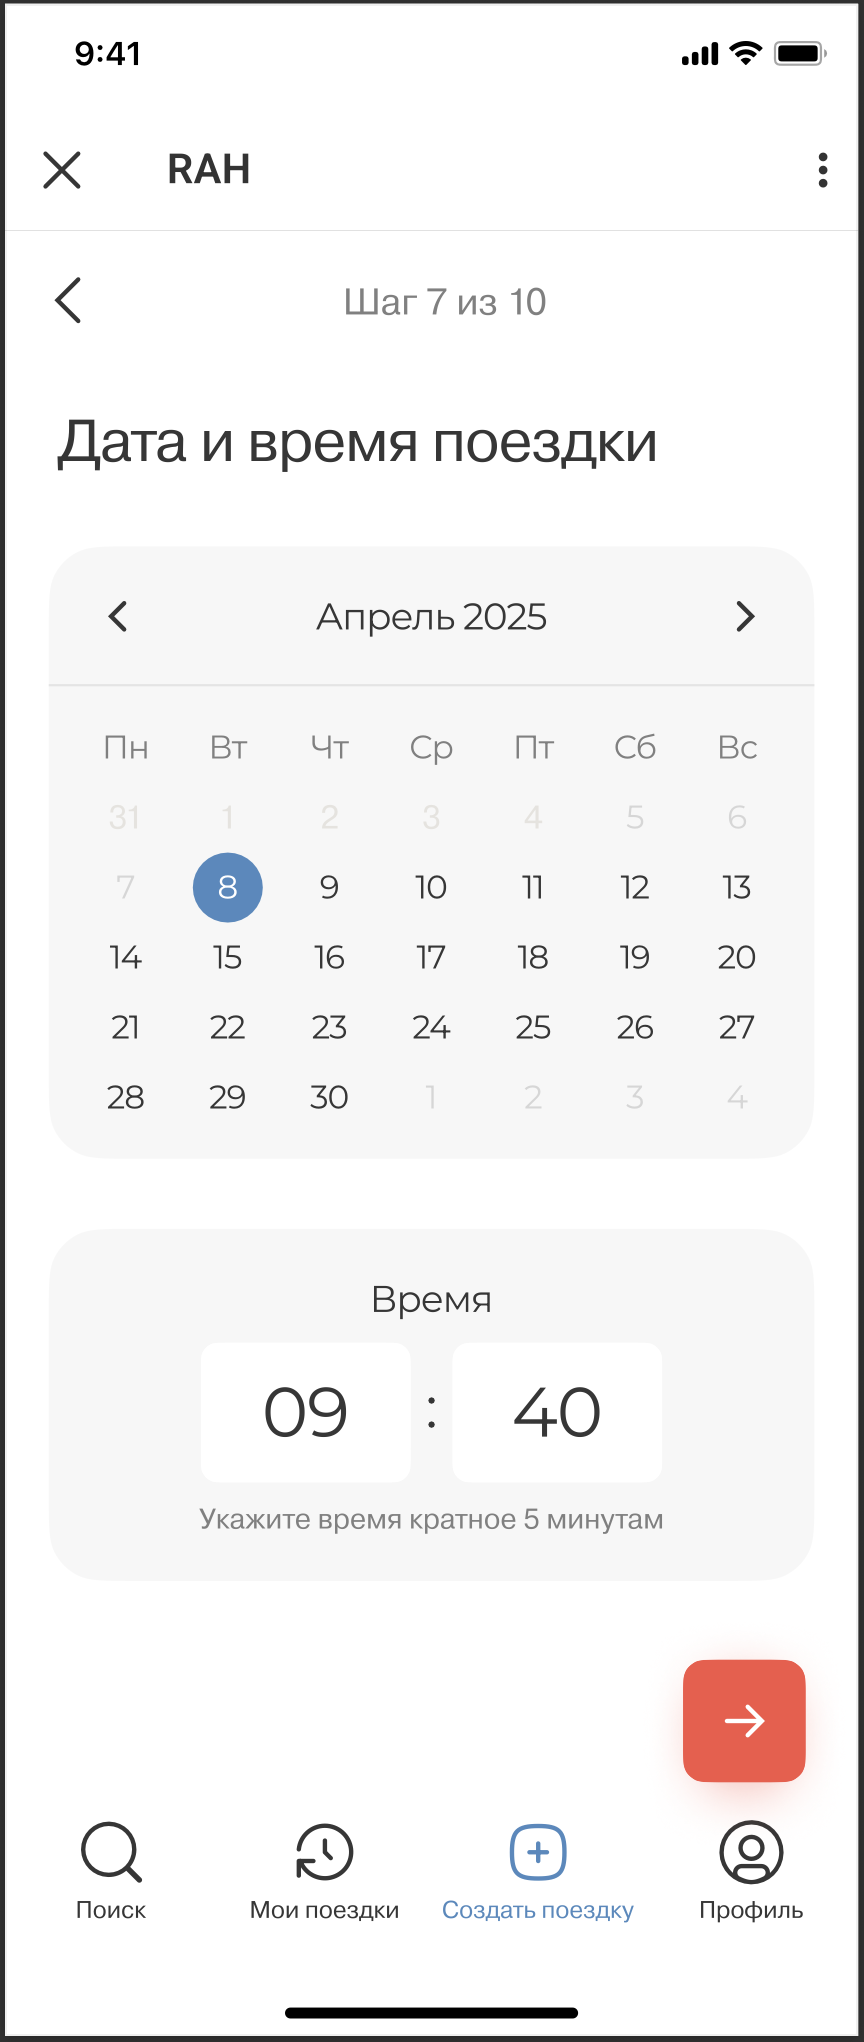 9:41
RAH
Шаг 7 из 10
Дата и время поездки
Апрель 2025
Пн Вт Чт Ср Пт Сб Вс
31 1 2 3 4 5 6
7 8 9 10 11 12 13
14 15 16 17 18 19 20
21 22 23 24 25 26 27
28 29 30 1 2 3 4
Время
09 : 40
Укажите время кратное 5 минутам
Поиск Мои поездки Создать поездку Профиль